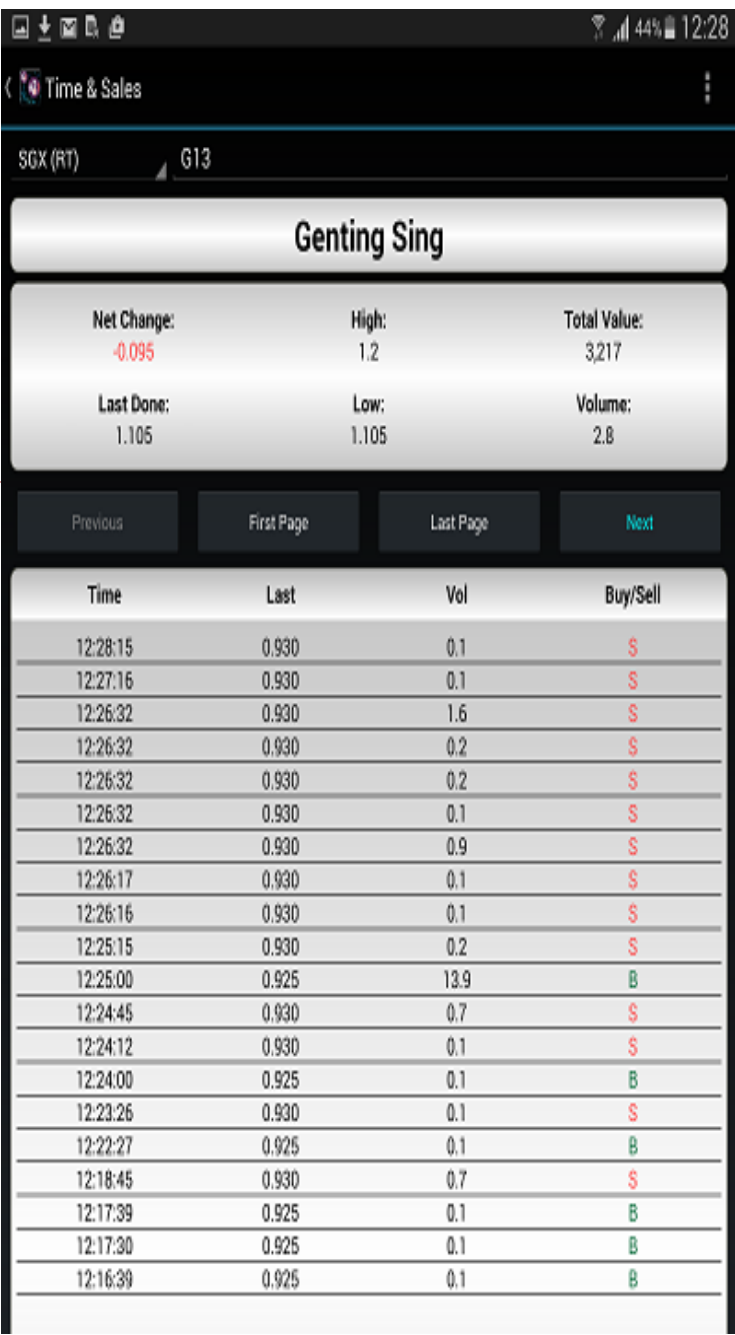 44% 12:28
Time & Sales
SGX (RT) G13
Genting Sing
Net Change: High: Total Value:
-0.095 1.2 3,217
Last Done: Low: Volume:
1.105 1.105 2.8
Previous First Page Last Page Next
Time Last Vol Buy/Sell
12:28:15 0.930 0.1 S
12:27:16 0.930 0.1 S
12:26:32 0.930 1.6 S
12:26:32 0.930 0.2 S
12:26:32 0.930 0.2 S
12:26:32 0.930 0.1 S
12:26:32 0.930 0.9 S
12:26:17 0.930 0.1 S
12:26:16 0.930 0.1 S
12:25:15 0.930 0.2 S
12:25:00 0.925 13.9 B
12:24:45 0.930 0.7 S
12:24:12 0.930 0.1 S
12:24:00 0.925 0.1 B
12:23:26 0.930 0.1 S
12:22:27 0.925 0.1 B
12:18:45 0.930 0.7 S
12:17:39 0.925 0.1 B
12:17:30 0.925 0.1 B
12:16:39 0.925 0.1 B